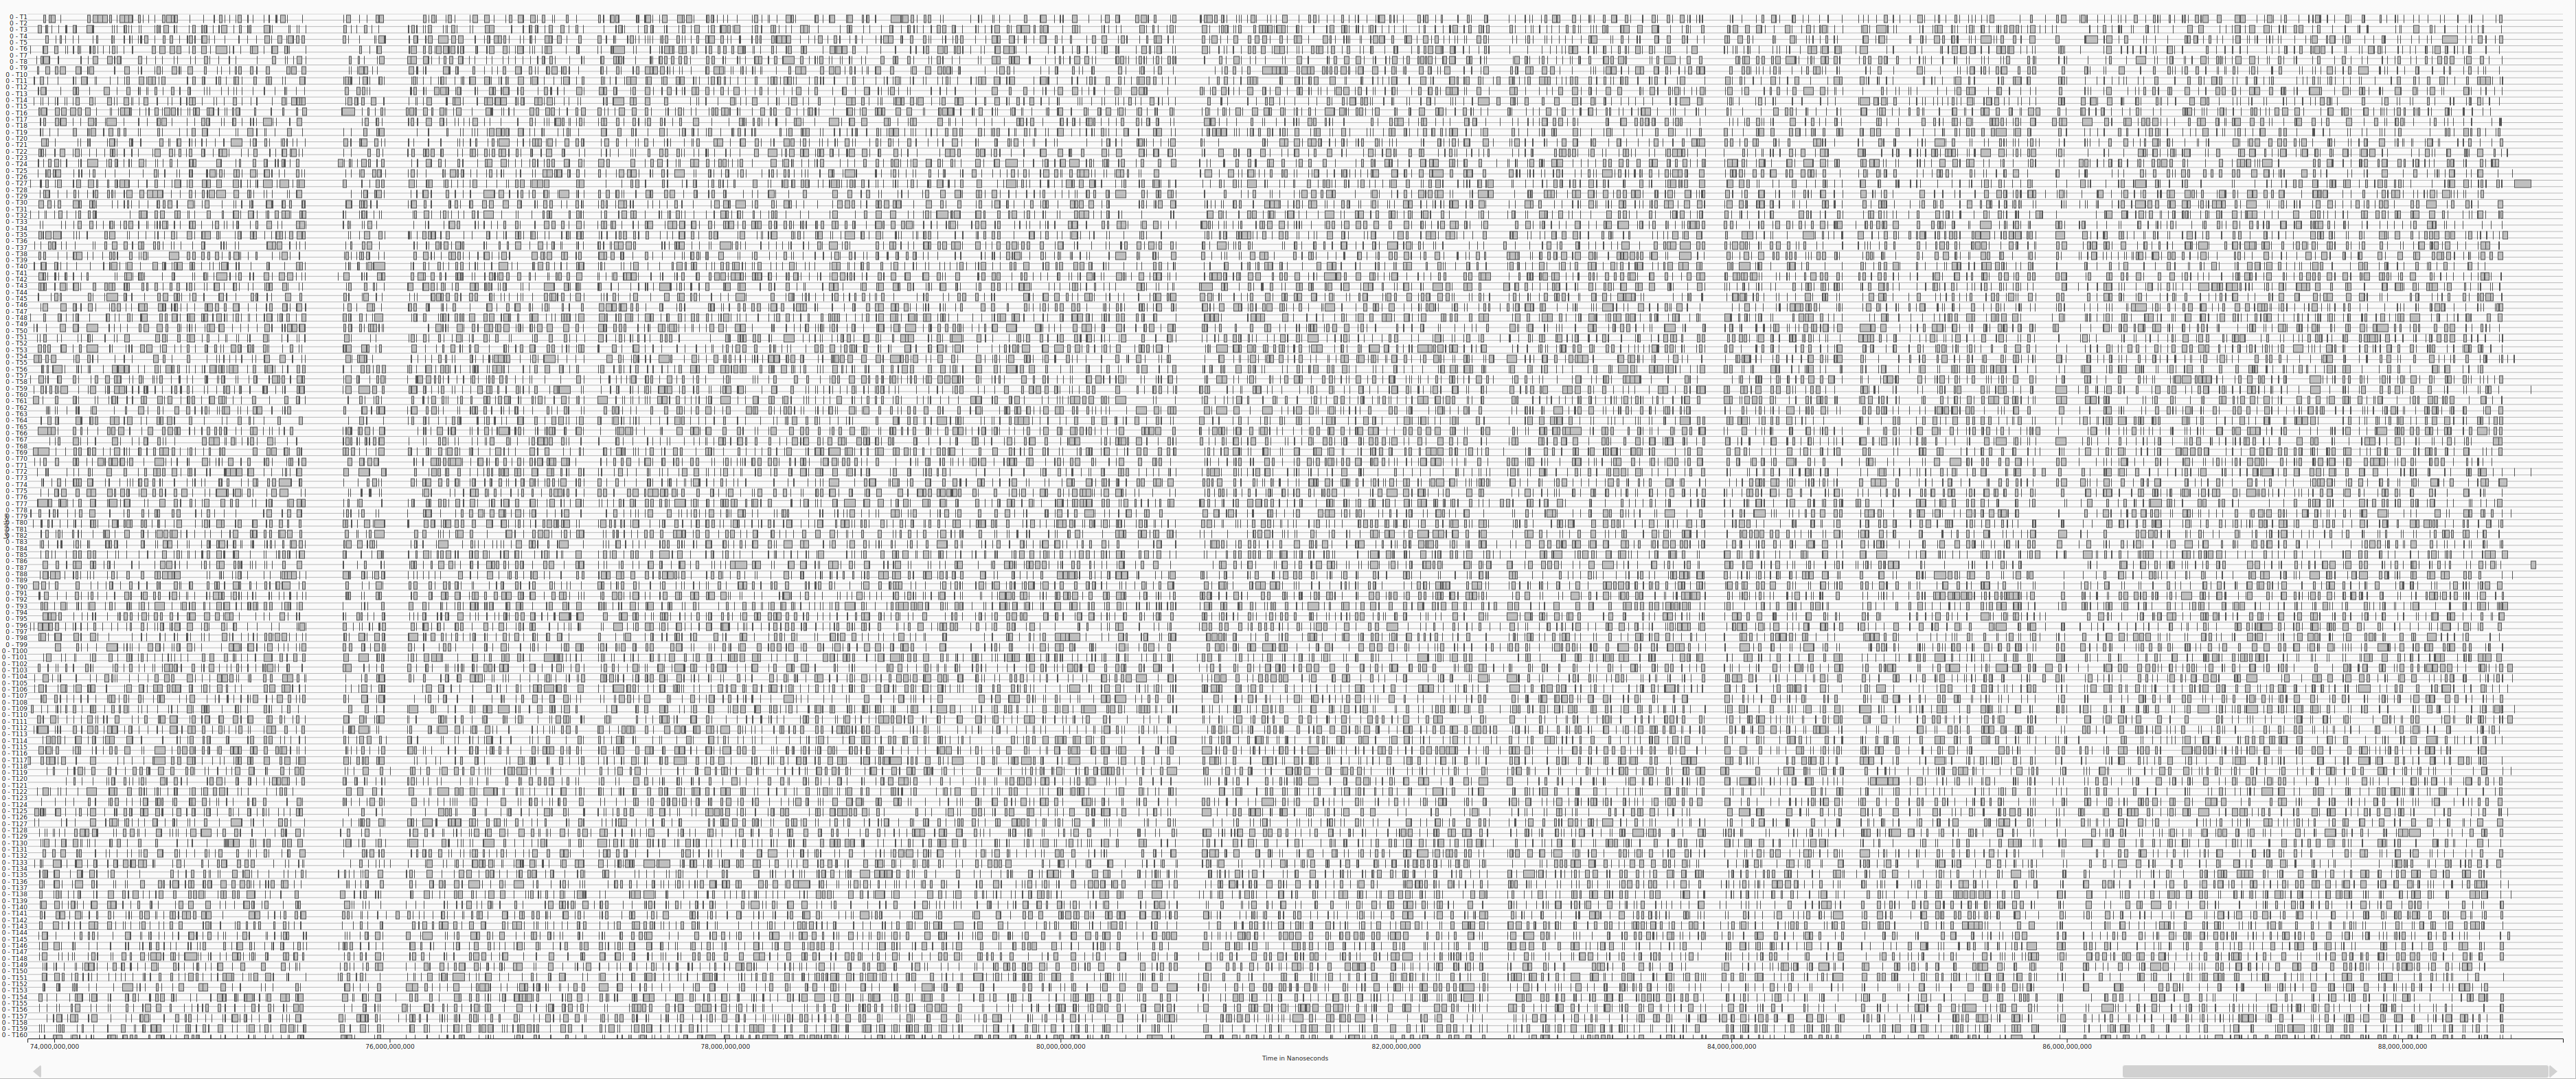 0 - T1
0 - T2
0 - T3
0 - T4
0 - T5
0 - T6
0 - T7
0 - T8
0 - T9
0 - T10
0 - T11
0 - T12
0 - T13
0 - T14
0 - T15
0 - T16
0 - T17
0 - T18
0 - T19
0 - T20
0 - T21
0 - T22
0 - T23
0 - T24
0 - T25
0 - T26
0 - T27
0 - T28
0 - T29
0 - T30
0 - T31
0 - T32
0 - T33
0 - T34
0 - T35
0 - T36
0 - T37
0 - T38
0 - T39
0 - T40
0 - T41
0 - T42
0 - T43
0 - T44
0 - T45
0 - T46
0 - T47
0 - T48
0 - T49
0 - T50
0 - T51
0 - T52
0 - T53
0 - T54
0 - T55
0 - T56
0 - T57
0 - T58
0 - T59
0 - T60
0 - T61
0 - T62
0 - T63
0 - T64
0 - T65
0 - T66
0 - T67
0 - T68
0 - T69
0 - T70
0 - T71
0 - T72
0 - T73
0 - T74
0 - T75
0 - T76
0 - T77
0 - T78
0 - T79
0 - T80
0 - T81
0 - T82
0 - T83
0 - T84
0 - T85
0 - T86
0 - T87
0 - T88
0 - T89
0 - T90
0 - T91
0 - T92
0 - T93
0 - T94
0 - T95
0 - T96
0 - T97
0 - T98
0 - T99
0 - T100
0 - T101
0 - T102
0 - T103
0 - T104
0 - T105
0 - T106
0 - T107
0 - T108
0 - T109
0 - T110
0 - T111
0 - T112
0 - T113
0 - T114
0 - T115
0 - T116
0 - T117
0 - T118
0 - T119
0 - T120
0 - T121
0 - T122
0 - T123
0 - T124
0 - T125
0 - T126
0 - T127
0 - T128
0 - T129
0 - T130
0 - T131
0 - T132
0 - T133
0 - T134
0 - T135
0 - T136
0 - T137
0 - T138
0 - T139
0 - T140
0 - T141
0 - T142
0 - T143
0 - T144
0 - T145
0 - T146
0 - T147
0 - T148
0 - T149
0 - T150
0 - T151
0 - T152
0 - T153
0 - T154
0 - T155
0 - T156
0 - T157
0 - T158
0 - T159
0 - T160
74,000,000,000 76,000,000,000 78,000,000,000 80,000,000,000 82,000,000,000 84,000,000,000 86,000,000,000 88,000,000,000
Time in Nanoseconds